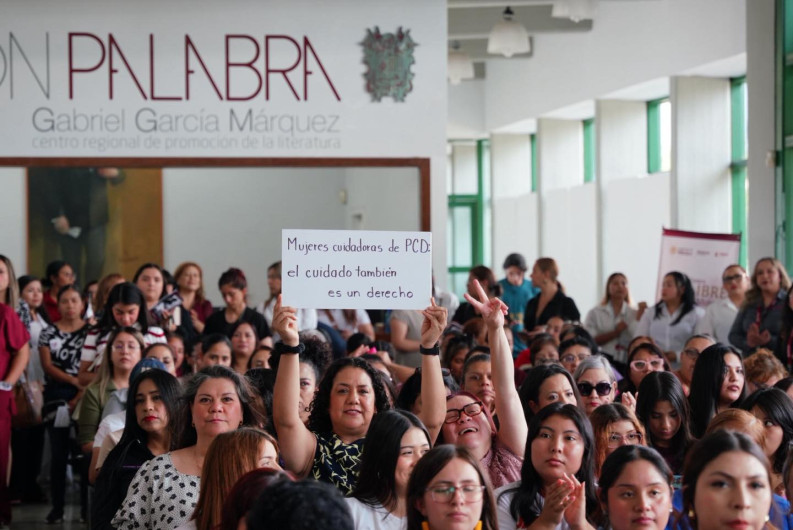 ON PALABRA
Gabriel García Márquez
centro regional de promoción de la literatura
Mujeres cuidadoras de PCD:
el cuidado también
es un derecho